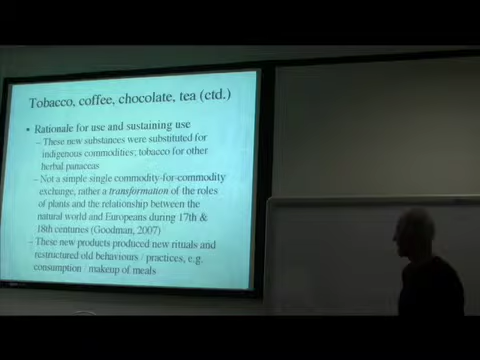 Tobacco, coffee, chocolate, tea (ctd.)
• Rationale for use and sustaining use
– These new substances were substituted for
indigenous commodities; tobacco for other
herbal panaceas
– Not a simple single commodity-for-commodity
exchange, rather a transformation of the roles
of plants and the relationship between the
natural world and Europeans during 17th &
18th centuries (Goodman, 2007)
– These new products produced new rituals and
restructured old behaviours / practices, e.g.
consumption / makeup of meals